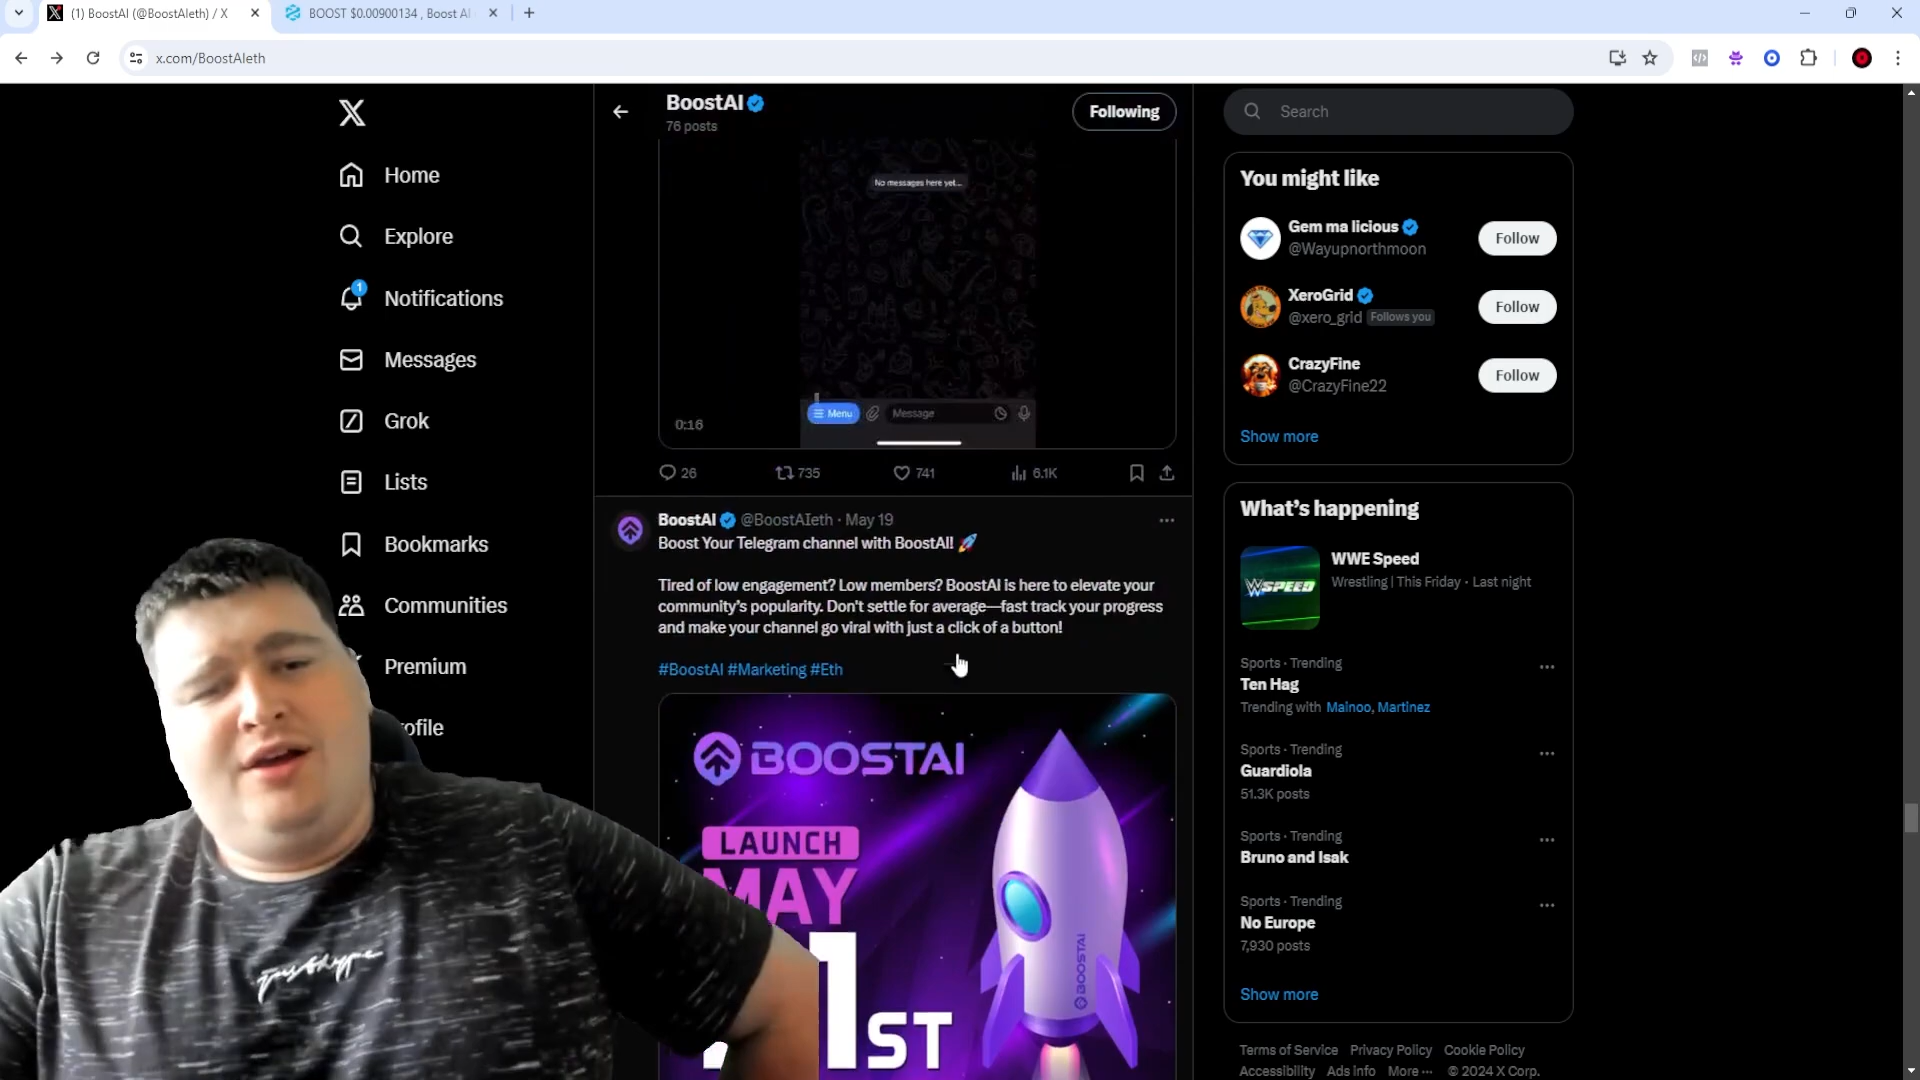 (1) BoostAI (@BoostAIeth) / X
BOOST $0.00900134 , Boost AI
x.com/BoostAIeth
BoostAI
76 posts
Following
Search
Home
Explore
1
Notifications
Messages
Grok
Lists
Bookmarks
Communities
Premium
ofile
No messages here yet...
Menu
Message
0:16
26
735
741
6.1K
BoostAI @BoostAIeth · May 19
Boost Your Telegram channel with BoostAI! 🚀
Tired of low engagement? Low members? BoostAI is here to elevate your
community's popularity. Don't settle for average—fast track your progress
and make your channel go viral with just a click of a button!
#BoostAI #Marketing #Eth
BOOSTAI
LAUNCH
MAY
1ST
BOOSTAI
You might like
Gem ma licious
@Wayupnorthmoon
Follow
XeroGrid
@xero_grid Follows you
Follow
CrazyFine
@CrazyFine22
Follow
Show more
What's happening
WSPEED
WWE Speed
Wrestling | This Friday · Last night
Sports · Trending
Ten Hag
Trending with Mainoo, Martinez
Sports · Trending
Guardiola
51.3K posts
Sports · Trending
Bruno and Isak
Sports · Trending
No Europe
7,930 posts
Show more
Terms of Service Privacy Policy Cookie Policy
Accessibility Ads info More ··· © 2024 X Corp.